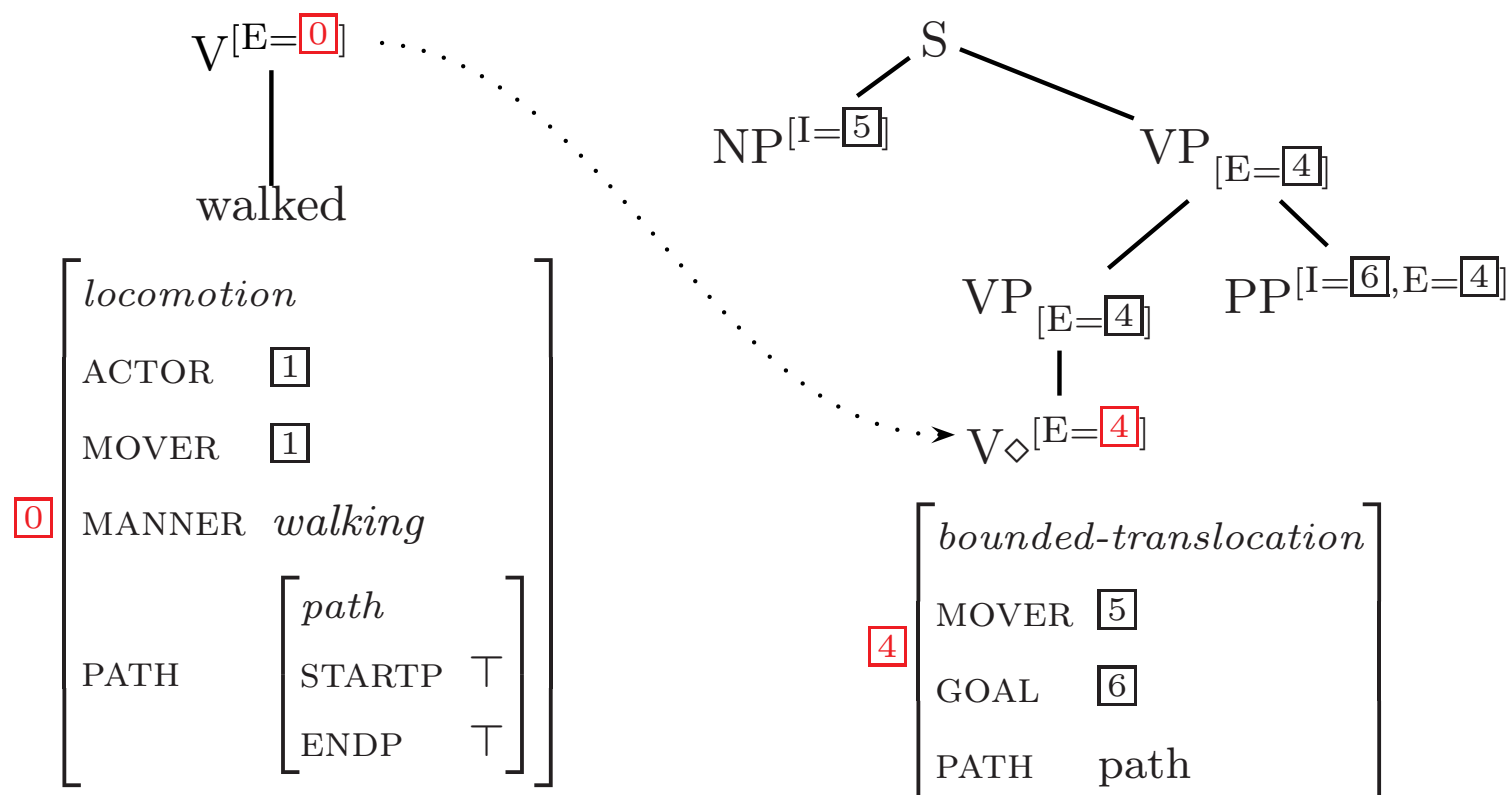 V[E=0]
walked
0
locomotion
ACTOR 1
MOVER 1
MANNER walking
PATH
path
STARTP ⊤
ENDP ⊤
S
NP[I=5]
VP[E=4]
VP[E=4]
PP[I=6,E=4]
V◇[E=4]
4
bounded-translocation
MOVER 5
GOAL 6
PATH path